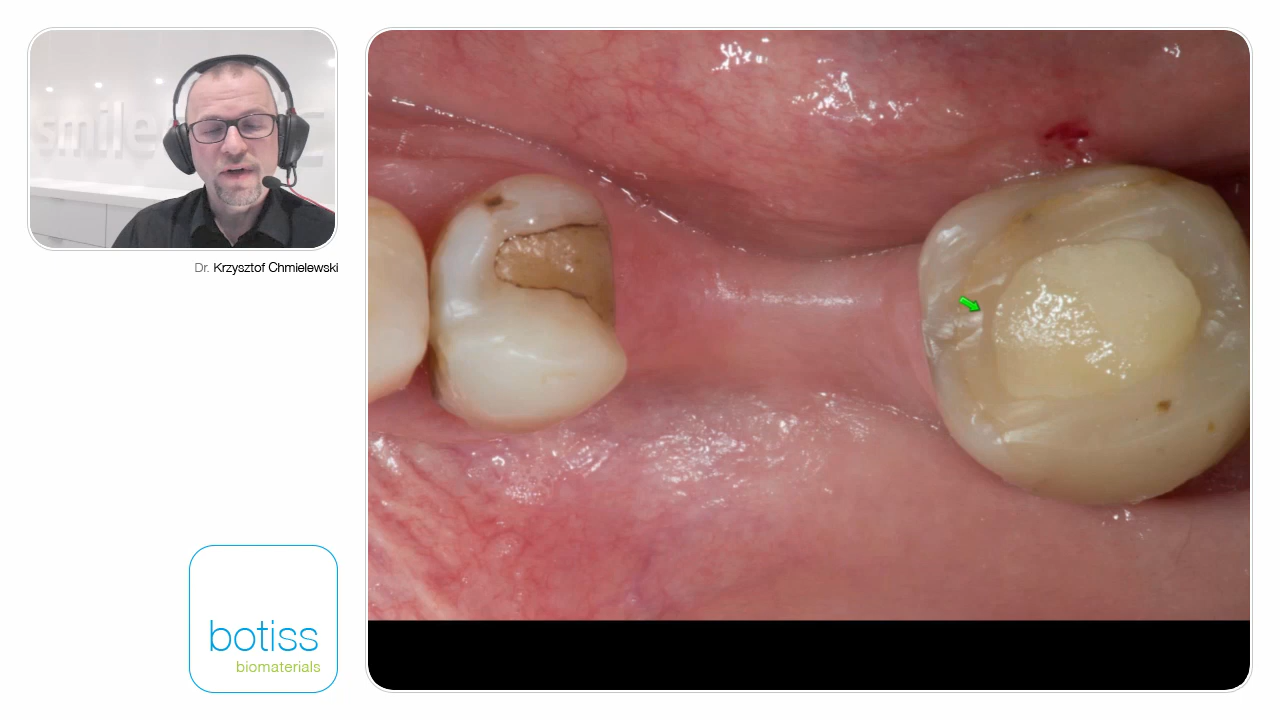 smile
Dr. Krzysztof Chmielewski
botiss
biomaterials